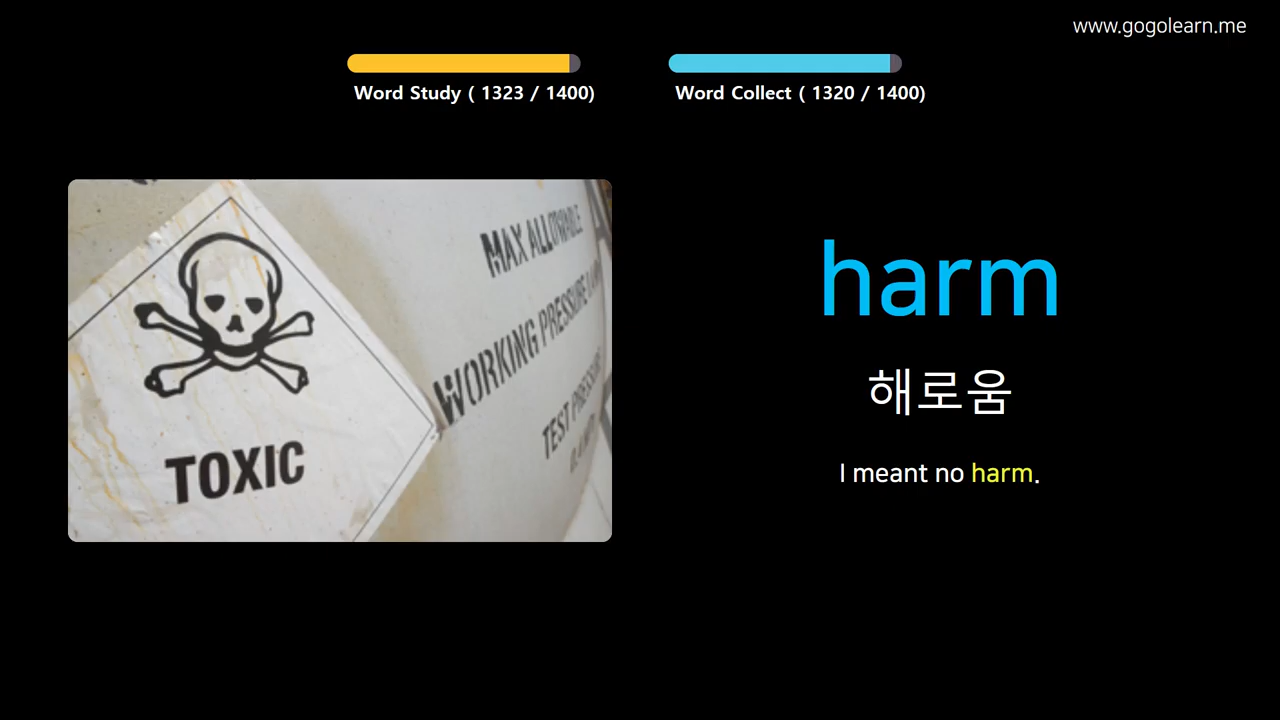 www.gogolearn.me
Word Study ( 1323 / 1400)
Word Collect ( 1320 / 1400)
MAX ALLOWABLE
WORKING PRESSURE
TEST PRESSURE
TOXIC
harm
해로움
I meant no harm.